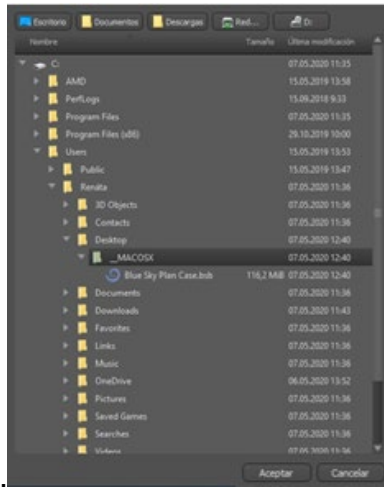 Escritorio Documentos Descargas Red... D:
Nombre Tamaño Última modificación
C: 07.05.2020 11:35
AMD 15.05.2019 13:58
PerfLogs 15.09.2018 9:33
Program Files 07.05.2020 11:35
Program Files (x86) 29.10.2019 10:00
Users 15.05.2019 13:53
Public 15.05.2019 13:47
Renáta 07.05.2020 11:36
3D Objects 07.05.2020 11:36
Contacts 07.05.2020 11:36
Desktop 07.05.2020 12:40
__MACOSX 07.05.2020 12:40
Blue Sky Plan Case.bsb 116,2 MiB 07.05.2020 12:40
Documents 07.05.2020 11:36
Downloads 07.05.2020 11:43
Favorites 07.05.2020 11:36
Links 07.05.2020 11:36
Music 07.05.2020 11:36
OneDrive 06.05.2020 13:52
Pictures 07.05.2020 11:36
Saved Games 07.05.2020 11:36
Searches 07.05.2020 11:36
Videos 07.05.2020 11:36
Aceptar Cancelar